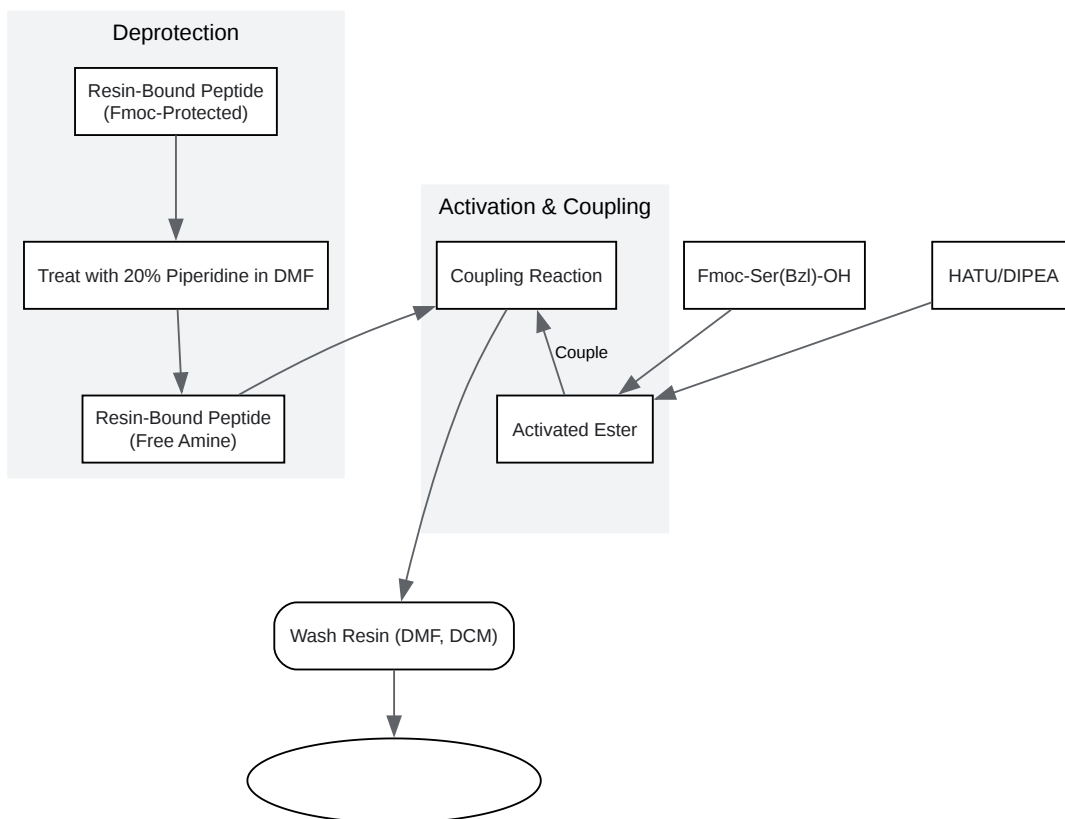 Deprotection
Resin-Bound Peptide
(Fmoc-Protected)
Treat with 20% Piperidine in DMF
Resin-Bound Peptide
(Free Amine)
Activation & Coupling
Coupling Reaction
Fmoc-Ser(Bzl)-OH
HATU/DIPEA
Couple
Activated Ester
Wash Resin (DMF, DCM)